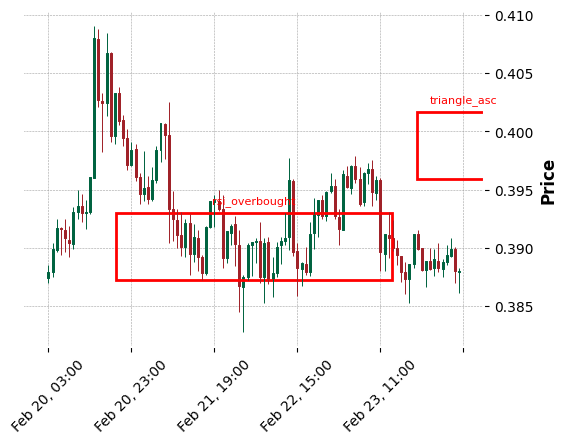 0.410
0.405
triangle_asc
0.400
0.395
rsi_overbough
0.390
0.385
Price
Feb 20, 03:00
Feb 20, 23:00
Feb 21, 19:00
Feb 22, 15:00
Feb 23, 11:00